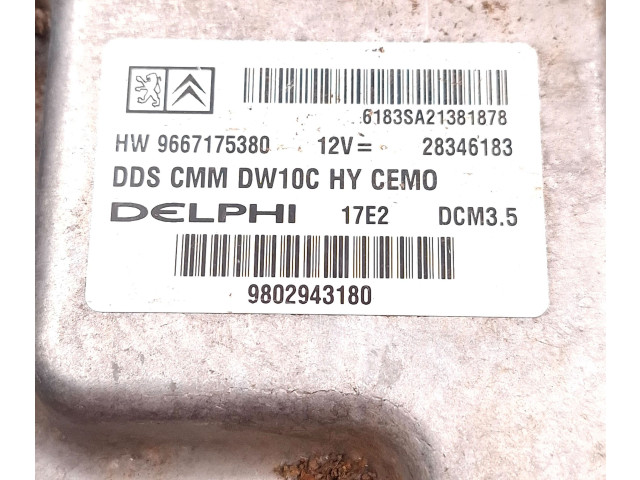 6183SA21381878
HW 9667175380 12V= 28346183
DDS CMM DW10C HY CEMO
DELPHI 17E2 DCM3.5
9802943180